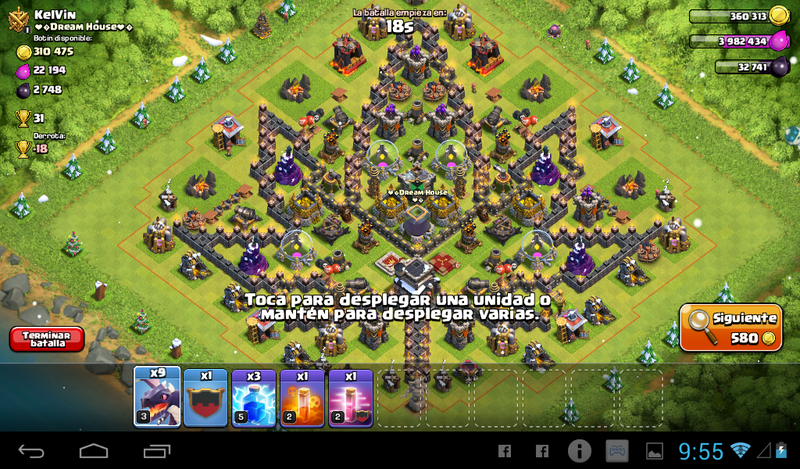 KelVin
1
♥◆Dream House♥◆
Botín disponible:
310 475
22 194
2 748
31
Derrota:
-18
La batalla empieza en:
18s
360 313
3 982 434
32 741
♥◆Dream House
♥◆
Toca para desplegar una unidad o
mantén para desplegar varias.
Terminar
batalla
Siguiente
580
x9
3
x1
x3
5
x1
2
x1
2
9:55